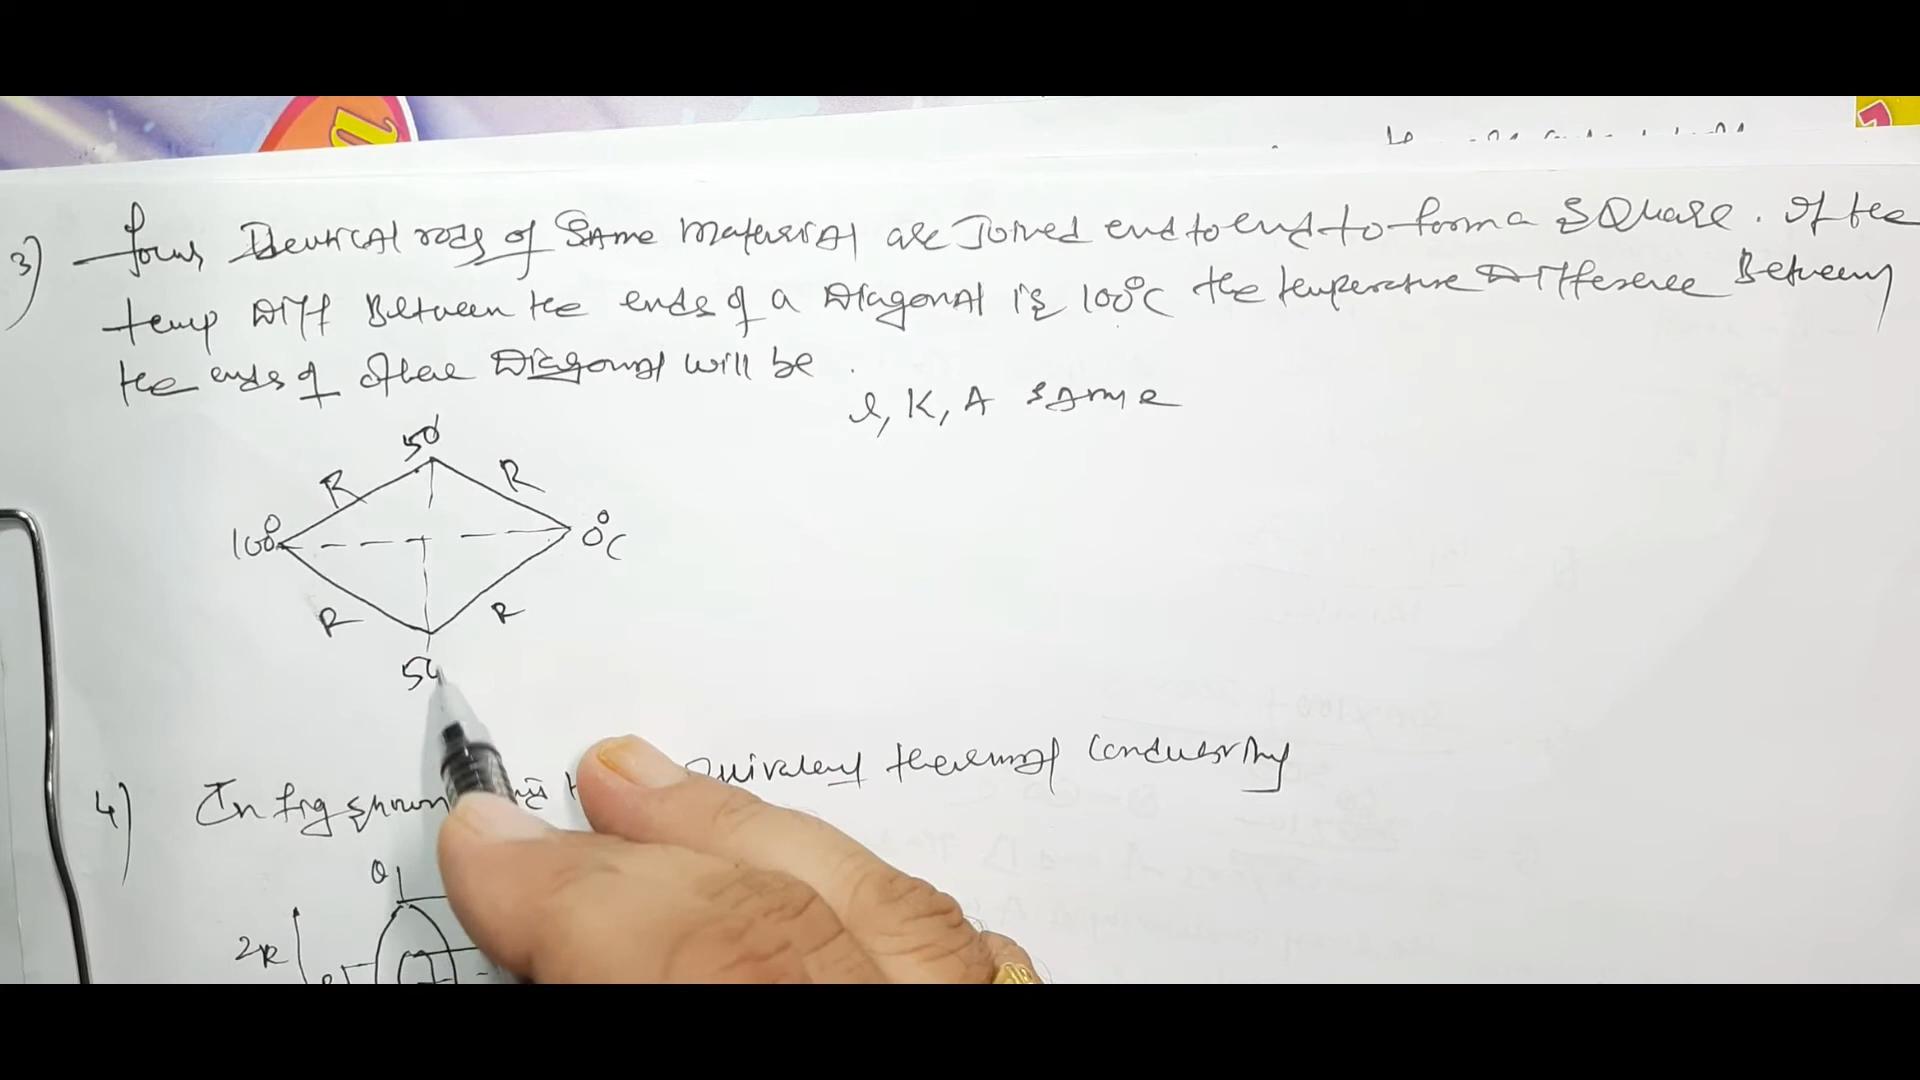 3) four Identical rods of same material are Joined end to end to form a square. If the
temp Diff Between the ends of a Diagonal is 100°C the temperature Difference Between
the ends of other Diagonal will be .
l, K, A same
50
R R
100° 0°C
R R
50
4) In fig shown equivalent thermal conductivity
Q
2R